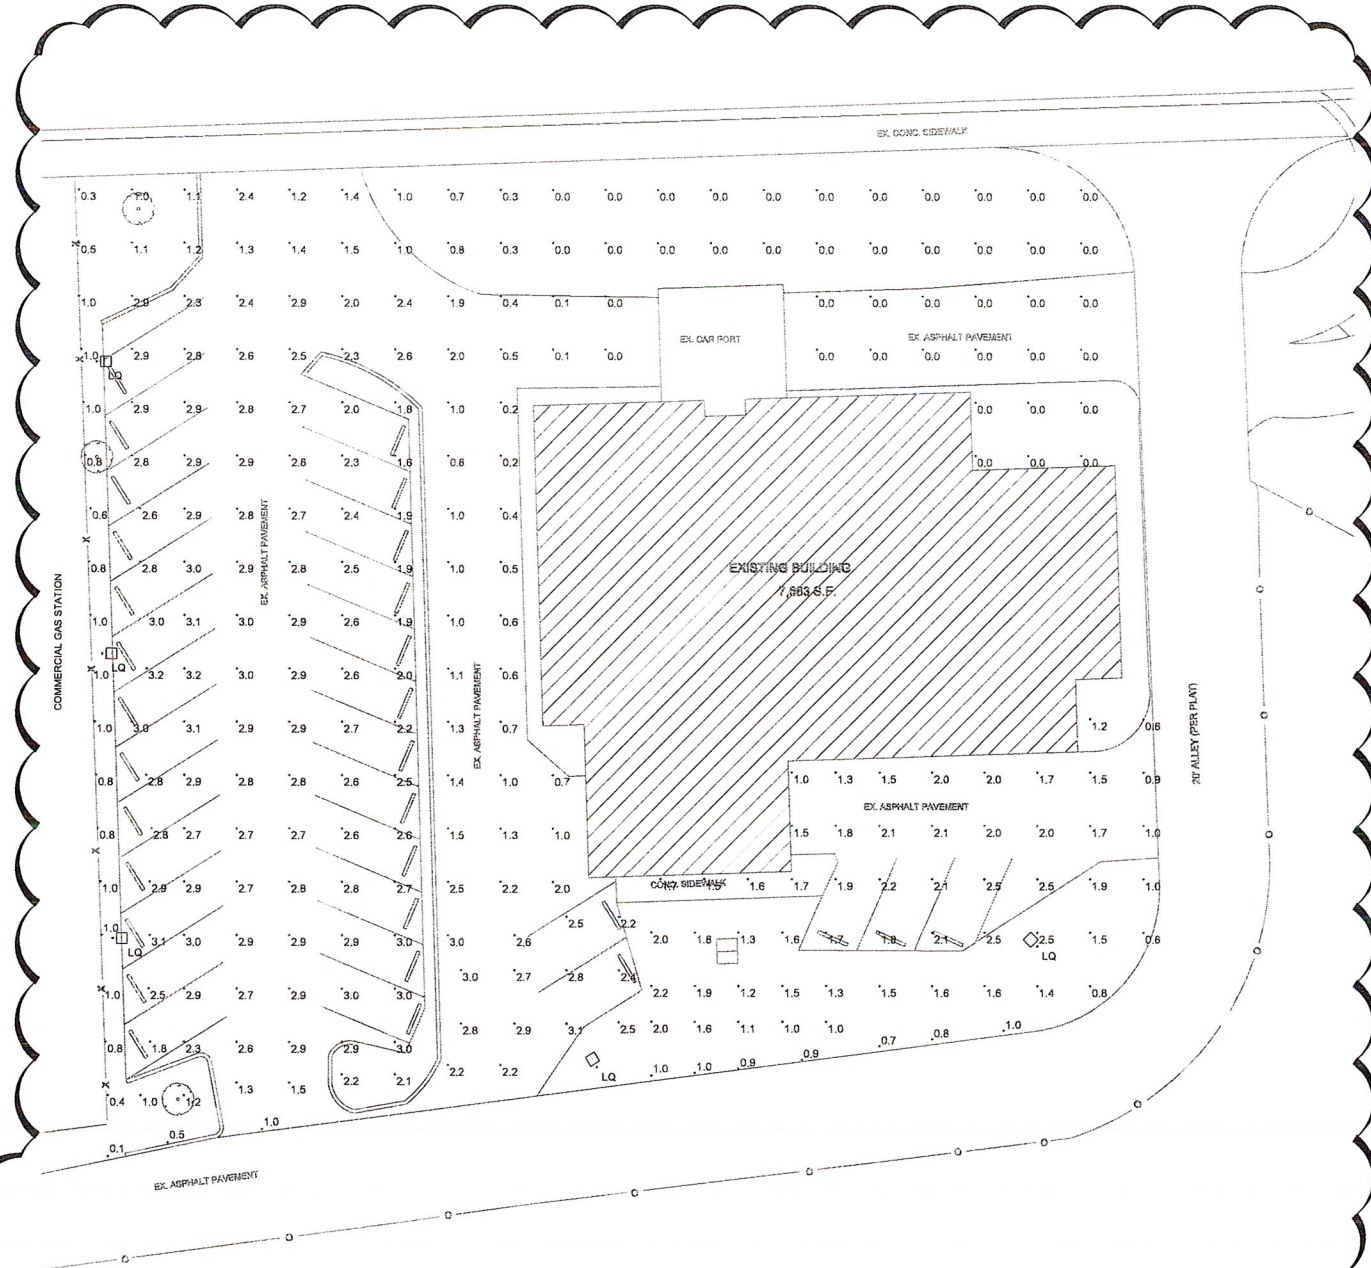 EX. CONC. SIDEWALK
0.3 1.0 1.1 2.4 1.2 1.4 1.0 0.7 0.3 0.0 0.0 0.0 0.0 0.0 0.0 0.0 0.0 0.0 0.0 0.0
0.5 1.1 1.2 1.3 1.4 1.5 1.0 0.8 0.3 0.0 0.0 0.0 0.0 0.0 0.0 0.0 0.0 0.0 0.0 0.0
1.0 2.9 2.3 2.4 2.9 2.0 2.4 1.9 0.4 0.1 0.0 0.0 0.0 0.0 0.0 0.0 0.0
EX. CAR PORT EX. ASPHALT PAVEMENT
1.0 2.9 2.8 2.6 2.5 2.3 2.6 2.0 0.5 0.1 0.0 0.0 0.0 0.0 0.0 0.0 0.0
LQ
1.0 2.9 2.9 2.8 2.7 2.0 1.8 1.0 0.2 0.0 0.0 0.0
0.8 2.8 2.9 2.9 2.8 2.3 1.6 0.8 0.2 0.0 0.0 0.0
0.6 2.6 2.9 2.8 2.7 2.4 1.9 1.0 0.4
EX. ASPHALT PAVEMENT
0.8 2.8 3.0 2.9 2.8 2.5 1.9 1.0 0.5
EXISTING BUILDING
7,663 S.F.
COMMERCIAL GAS STATION
1.0 3.0 3.1 3.0 2.9 2.6 1.9 1.0 0.6
LQ
1.0 3.2 3.2 3.0 2.9 2.6 2.0 1.1 0.6
EX. ASPHALT PAVEMENT
20' ALLEY (PER PLAT)
1.0 3.0 3.1 2.9 2.9 2.7 2.2 1.3 0.7 1.2 0.6
0.8 2.8 2.9 2.8 2.8 2.6 2.5 1.4 1.0 0.7 1.0 1.3 1.5 2.0 2.0 1.7 1.5 0.9
EX. ASPHALT PAVEMENT
0.8 2.8 2.7 2.7 2.7 2.6 2.6 1.5 1.3 1.0 1.5 1.8 2.1 2.1 2.0 2.0 1.7 1.0
1.0 2.9 2.9 2.7 2.8 2.8 2.7 2.5 2.2 2.0 1.7 1.5 1.6 1.7 1.9 2.2 2.1 2.5 2.5 1.9 1.0
CONC. SIDEWALK
2.5 2.2
1.0 3.1 3.0 2.9 2.9 2.9 3.0 3.0 2.6 2.0 1.8 1.3 1.6 1.7 1.9 2.1 2.5 2.5 1.5 0.6
LQ LQ
3.0 2.7 2.8 2.4
1.0 2.5 2.9 2.7 2.9 3.0 3.0 2.2 1.9 1.2 1.5 1.3 1.5 1.6 1.6 1.4 0.8
2.8 2.9 3.1 2.5 2.0 1.6 1.1 1.0 1.0 0.7 0.8 1.0
0.8 1.8 2.3 2.6 2.9 2.9 3.0
2.2 2.2 LQ 1.0 1.0 0.9 0.9
1.3 1.5 2.2 2.1
0.4 1.0 1.2
1.0
0.1 0.5
EX. ASPHALT PAVEMENT